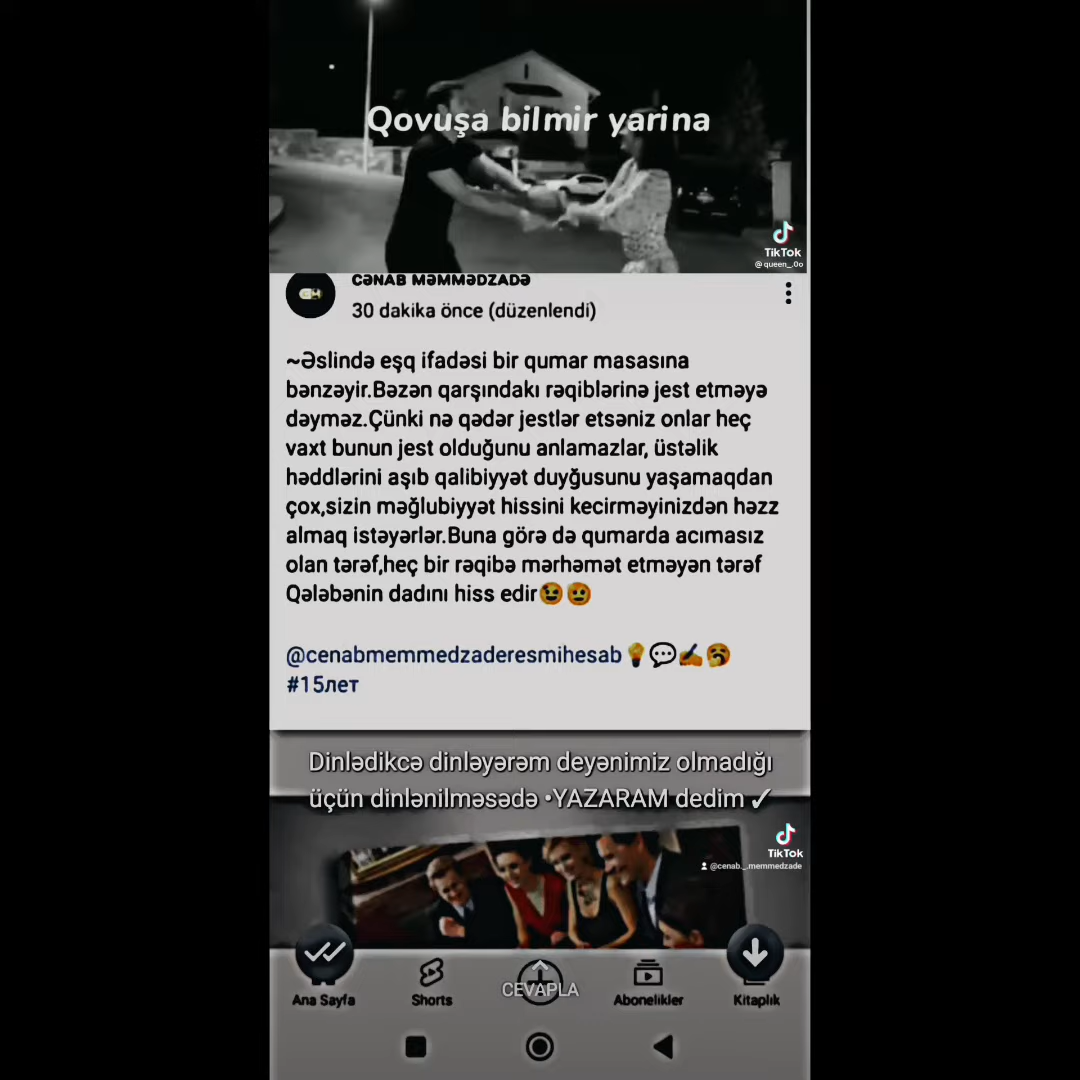 Qovuşa bilmir yarina
TikTok
@queen_.0o
CƏNAB MƏMMƏDZADƏ
30 dakika önce (düzenlendi)
~Əslində eşq ifadəsi bir qumar masasına
bənzəyir.Bəzən qarşındakı rəqiblərinə jest etməyə
dəyməz.Çünki nə qədər jestlər etsəniz onlar heç
vaxt bunun jest olduğunu anlamazlar, üstəlik
həddlərini aşıb qalibiyyət duyğusunu yaşamaqdan
çox,sizin məğlubiyyət hissini kecirməyinizdən həzz
almaq istəyərlər.Buna görə də qumarda acımasız
olan tərəf,heç bir rəqibə mərhəmət etməyən tərəf
Qələbənin dadını hiss edir😉🤕
@cenabmemmedzaderesmihesab💡💬✍️🥱
#15лет
Dinlədikcə dinləyərəm deyənimiz olmadığı
üçün dinlənilməsədə •YAZARAM dedim ✓
TikTok
@cenab._.memmedzade
CEVAPLA
Ana Sayfa Shorts Abonelikler Kitaplık